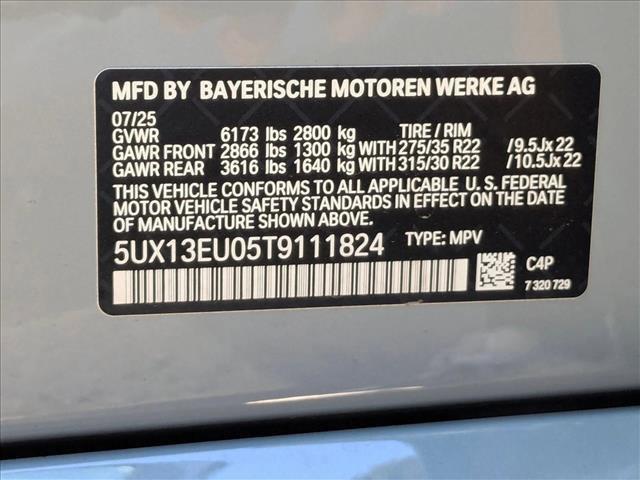 MFD BY BAYERISCHE MOTOREN WERKE AG
07/25
GVWR 6173 lbs 2800 kg TIRE / RIM
GAWR FRONT 2866 lbs 1300 kg WITH 275/35 R22 /9.5Jx22
GAWR REAR 3616 lbs 1640 kg WITH 315/30 R22 /10.5Jx22
THIS VEHICLE CONFORMS TO ALL APPLICABLE U.S. FEDERAL
MOTOR VEHICLE SAFETY STANDARDS IN EFFECT ON THE DATE
OF MANUFACTURE SHOWN ABOVE.
5UX13EU05T9111824 TYPE: MPV
C4P
7 320 729